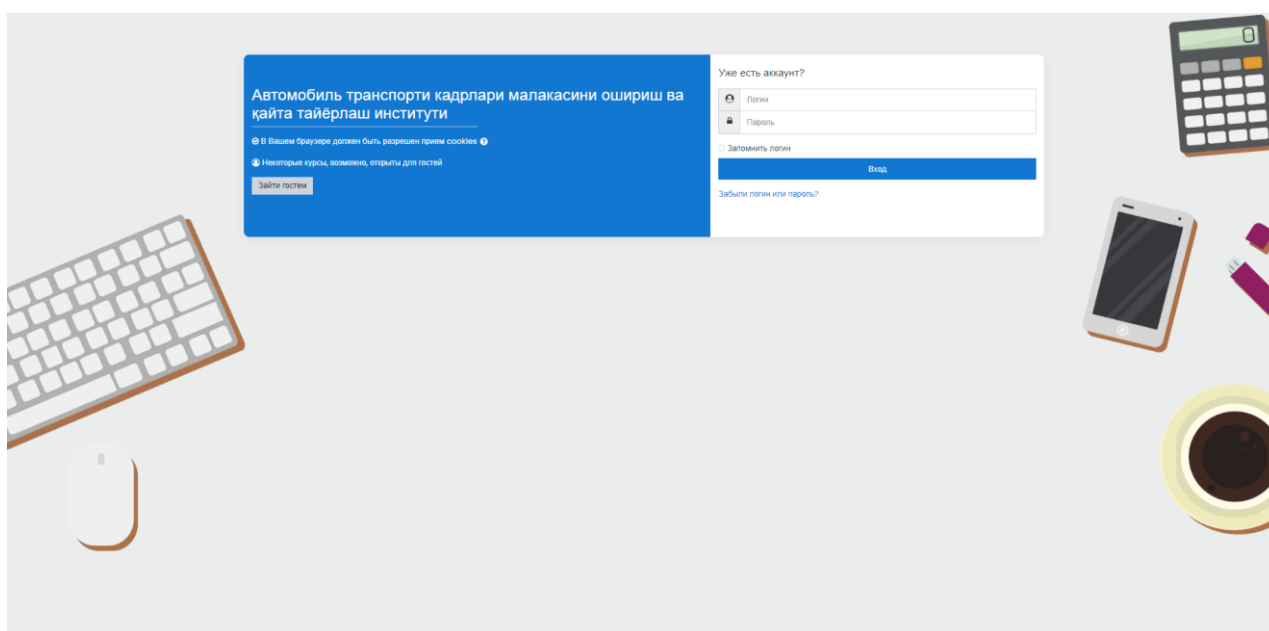 Автомобиль транспорти кадрлари малакасини ошириш ва
қайта тайёрлаш институти
В Вашем браузере должен быть разрешен прием cookies
Некоторые курсы, возможно, открыты для гостей
Зайти гостем
Уже есть аккаунт?
Логин
Пароль
Запомнить логин
Вход
Забыли логин или пароль?
0